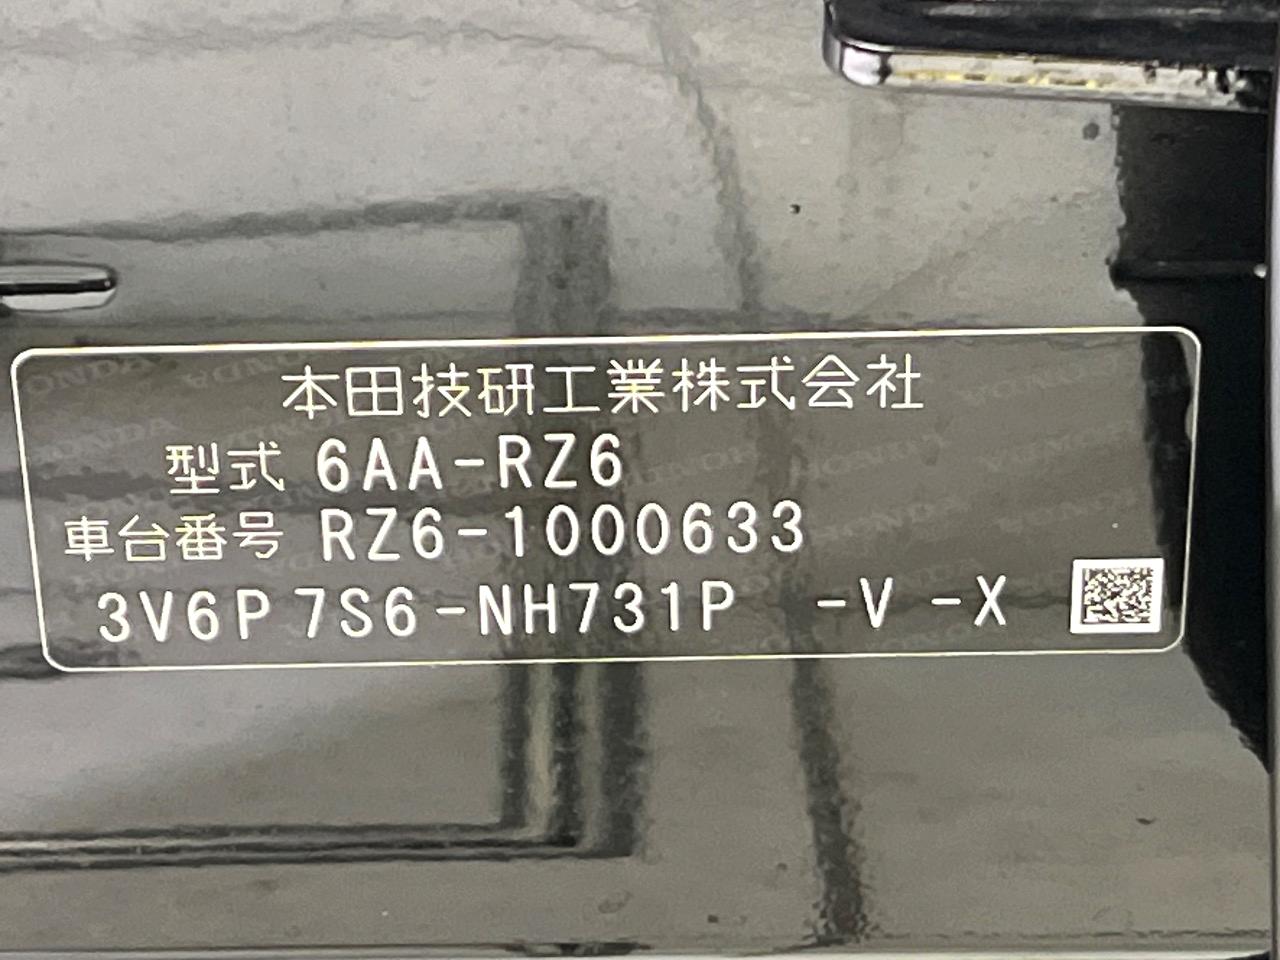 本田技研工業株式会社
型式 6AA-RZ6
車台番号 RZ6-1000633
3V6P 7S6-NH731P -V -X